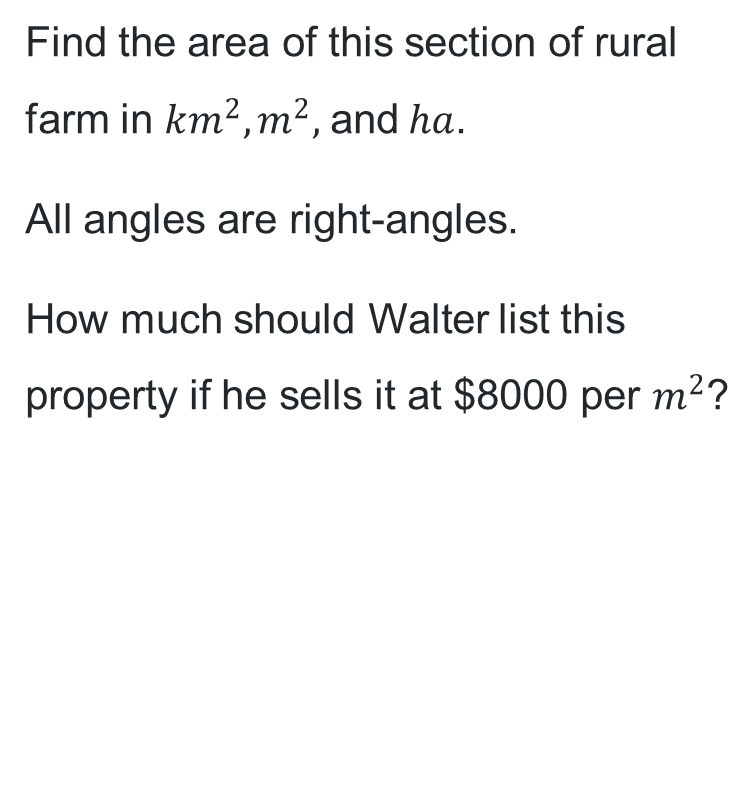 Find the area of this section of rural
farm in km², m², and ha.
All angles are right-angles.
How much should Walter list this
property if he sells it at $8000 per m²?